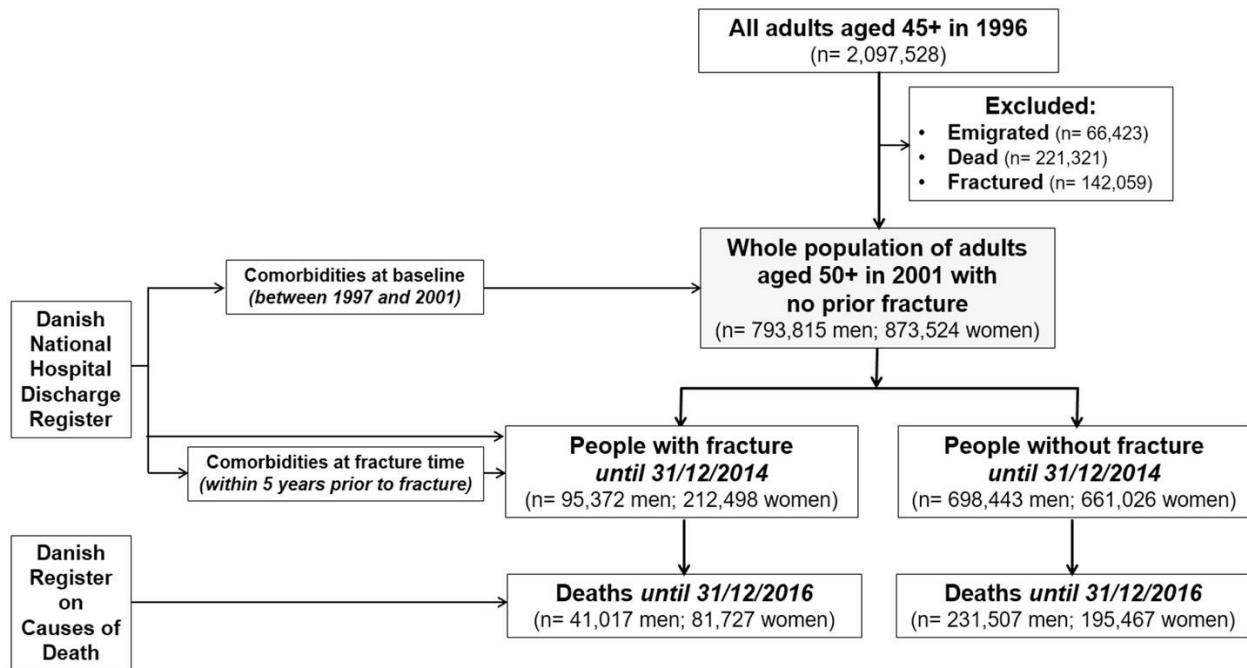 All adults aged 45+ in 1996
(n= 2,097,528)
Excluded:
• Emigrated (n= 66,423)
• Dead (n= 221,321)
• Fractured (n= 142,059)
Whole population of adults
aged 50+ in 2001 with
no prior fracture
(n= 793,815 men; 873,524 women)
Comorbidities at baseline
(between 1997 and 2001)
Danish
National
Hospital
Discharge
Register
Comorbidities at fracture time
(within 5 years prior to fracture)
People with fracture
until 31/12/2014
(n= 95,372 men; 212,498 women)
People without fracture
until 31/12/2014
(n= 698,443 men; 661,026 women)
Danish
Register
on
Causes of
Death
Deaths until 31/12/2016
(n= 41,017 men; 81,727 women)
Deaths until 31/12/2016
(n= 231,507 men; 195,467 women)